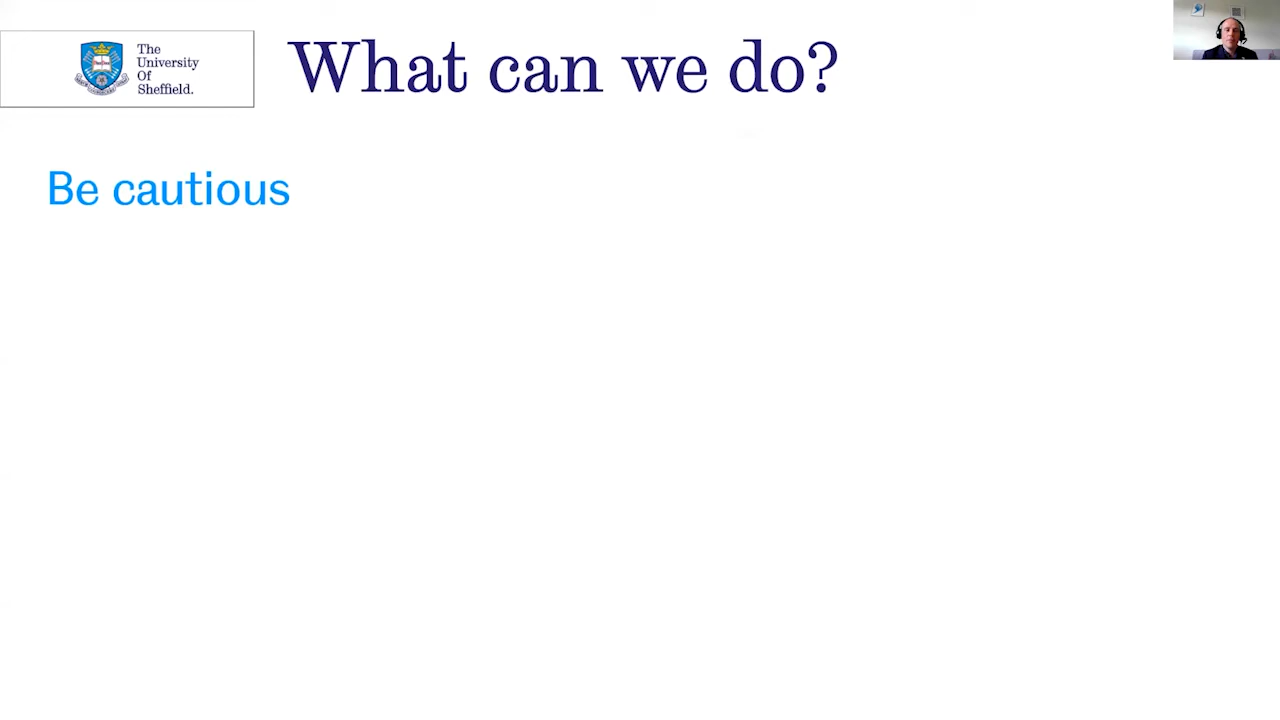 The
University
Of
Sheffield.
What can we do?
Be cautious